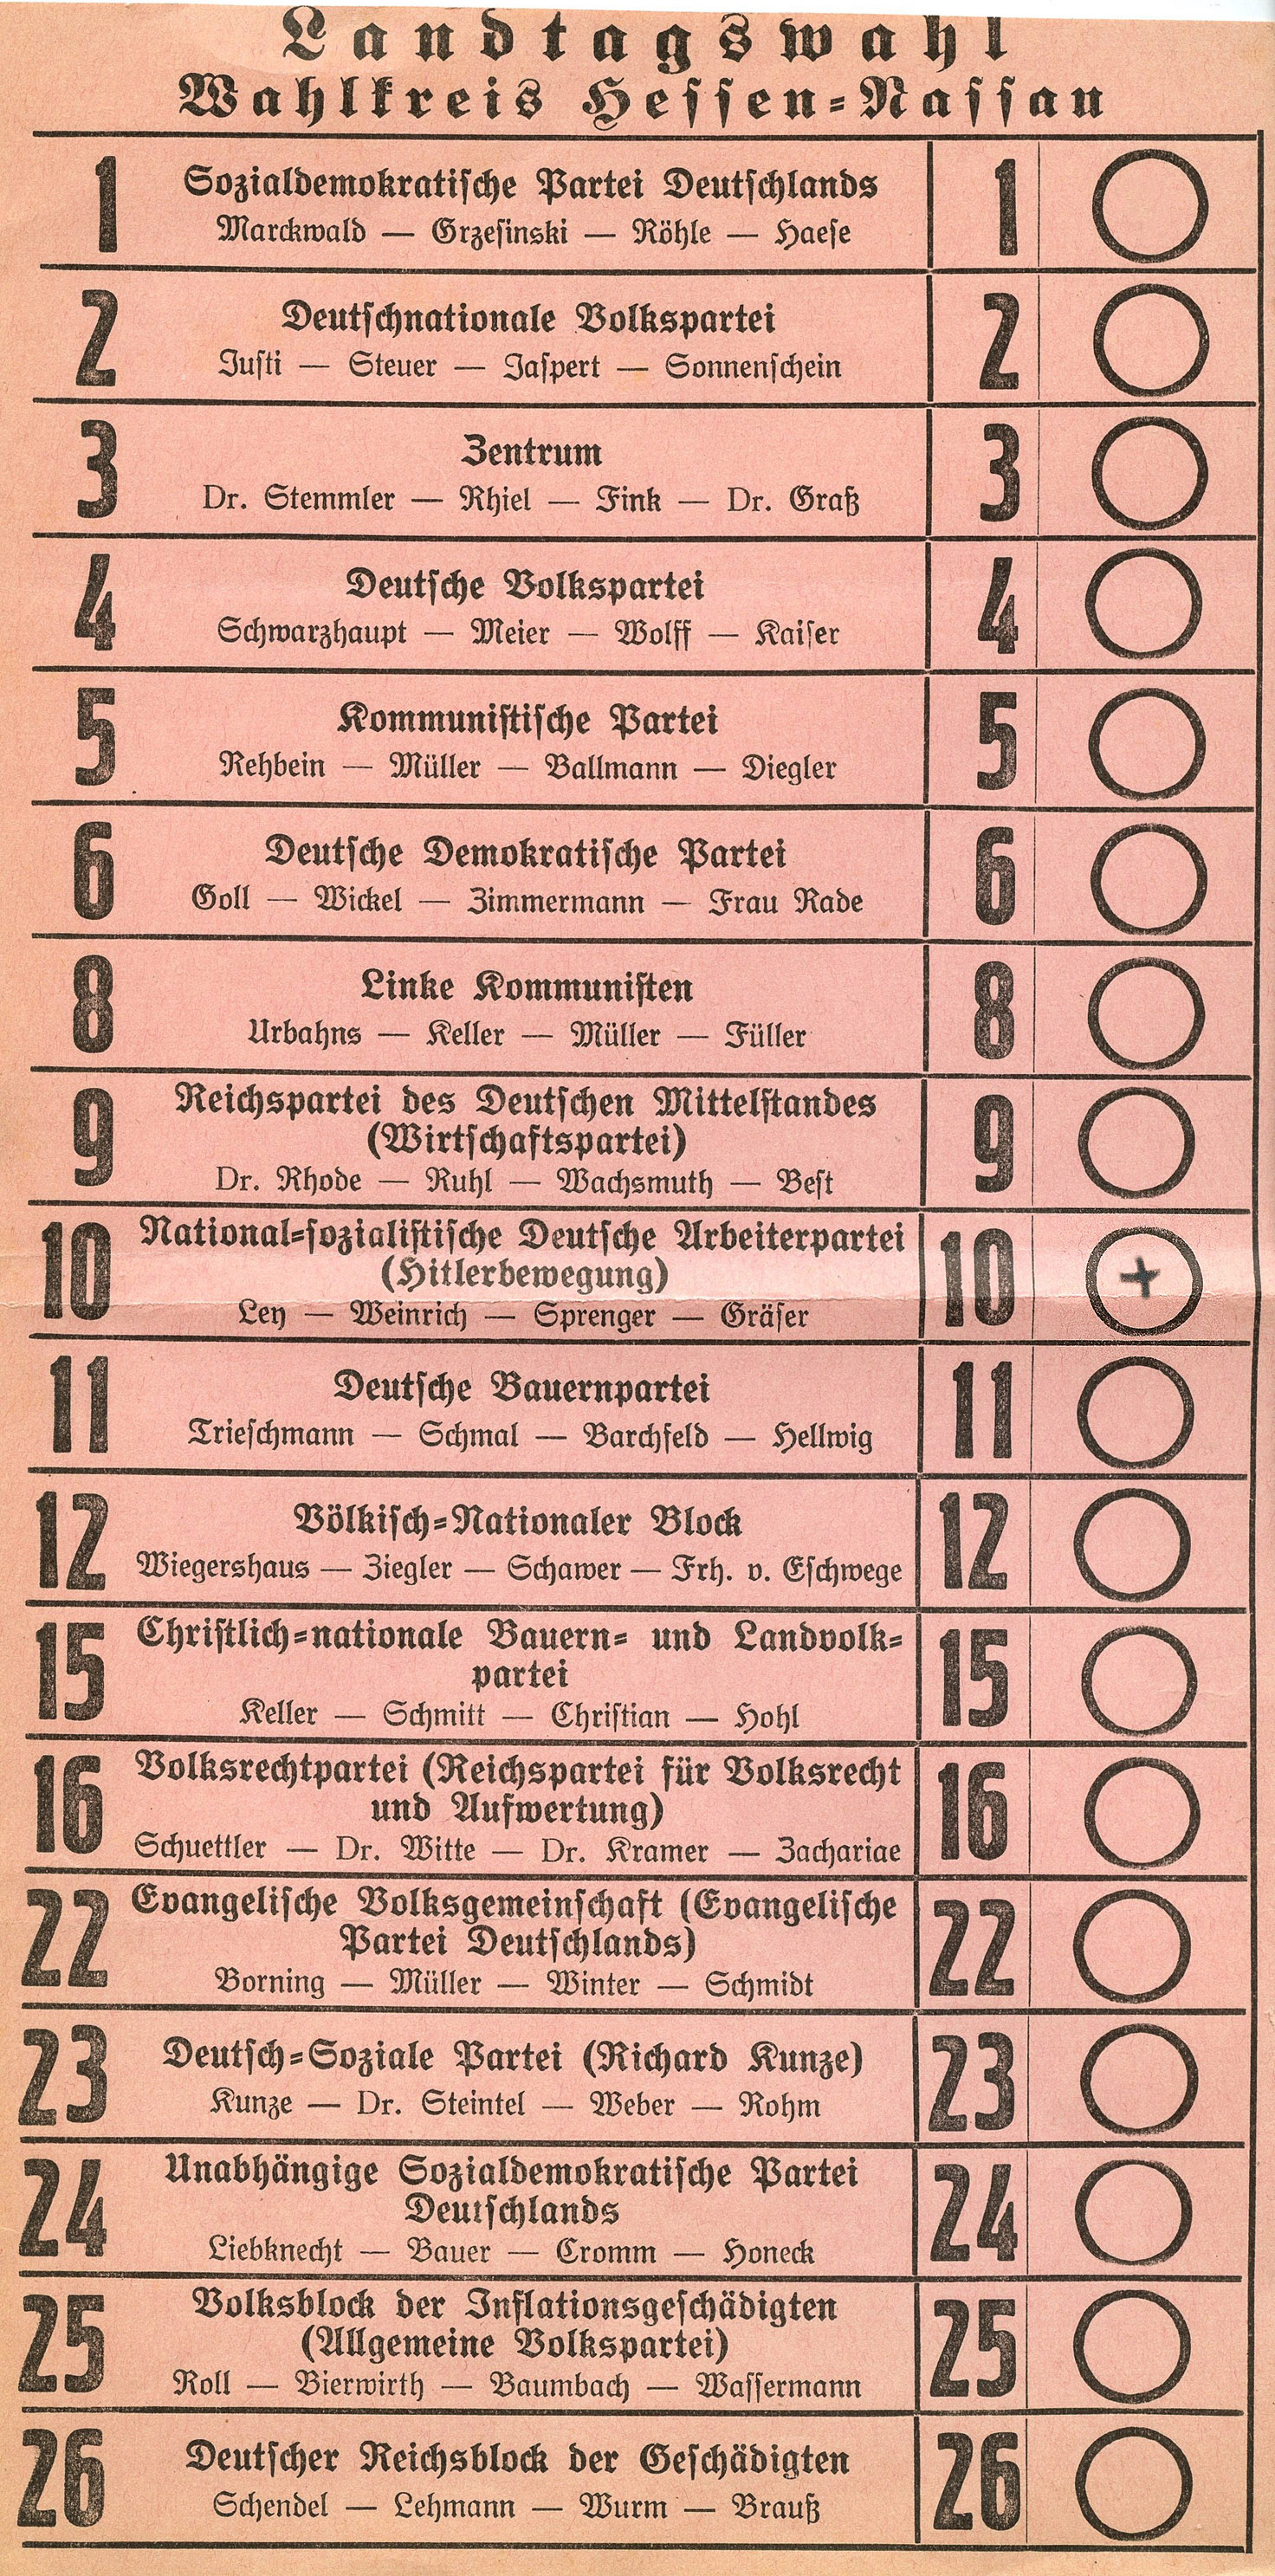 Landtagswahl
Wahlkreis Hessen-Nassau
1 Sozialdemokratische Partei Deutschlands 1
Marckwald — Grzesinski — Röhle — Haese
2 Deutschnationale Volkspartei 2
Justi — Steuer — Jaspert — Sonnenschein
3 Zentrum 3
Dr. Stemmler — Rhiel — Fink — Dr. Graß
4 Deutsche Volkspartei 4
Schwarzhaupt — Meier — Wolff — Kaiser
5 Kommunistische Partei 5
Rehbein — Müller — Ballmann — Diegler
6 Deutsche Demokratische Partei 6
Goll — Wickel — Zimmermann — Frau Rade
8 Linke Kommunisten 8
Urbahns — Keller — Müller — Füller
9 Reichspartei des Deutschen Mittelstandes 9
(Wirtschaftspartei)
Dr. Rhode — Ruhl — Wachsmuth — Best
10 National-sozialistische Deutsche Arbeiterpartei 10
(Hitlerbewegung)
Ley — Weinrich — Sprenger — Gräser
11 Deutsche Bauernpartei 11
Trieschmann — Schmal — Barchfeld — Hellwig
12 Völkisch-Nationaler Block 12
Wiegershaus — Ziegler — Schawer — Frh. v. Eschwege
15 Christlich-nationale Bauern- und Landvolk- 15
partei
Keller — Schmitt — Christian — Hohl
16 Volksrechtpartei (Reichspartei für Volksrecht 16
und Aufwertung)
Schuettler — Dr. Witte — Dr. Kramer — Zachariae
22 Evangelische Volksgemeinschaft (Evangelische 22
Partei Deutschlands)
Borning — Müller — Winter — Schmidt
23 Deutsch-Soziale Partei (Richard Kunze) 23
Kunze — Dr. Steintel — Weber — Rohm
24 Unabhängige Sozialdemokratische Partei 24
Deutschlands
Liebknecht — Bauer — Cromm — Honeck
25 Volksblock der Inflationsgeschädigten 25
(Allgemeine Volkspartei)
Roll — Bierwirth — Baumbach — Wassermann
26 Deutscher Reichsblock der Geschädigten 26
Schendel — Lehmann — Wurm — Brauß